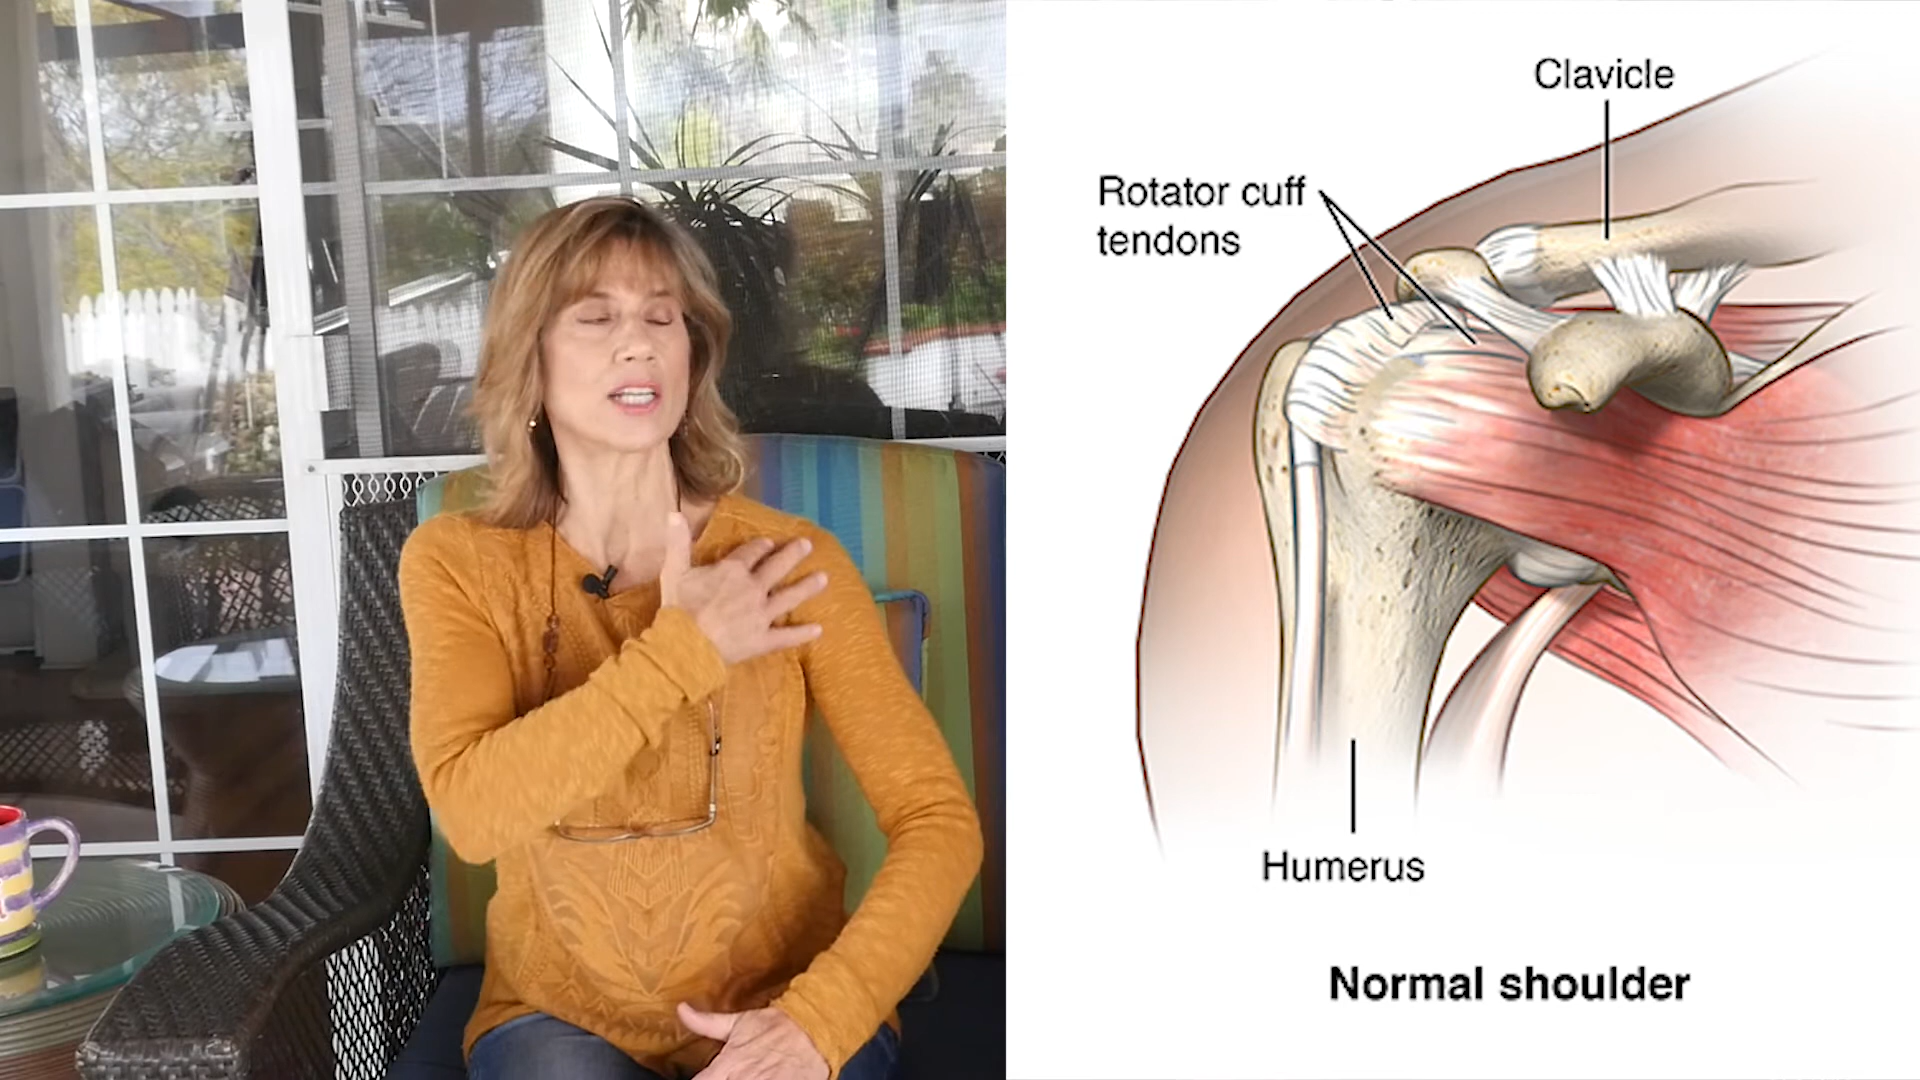 Clavicle
Rotator cuff
tendons
Humerus
Normal shoulder